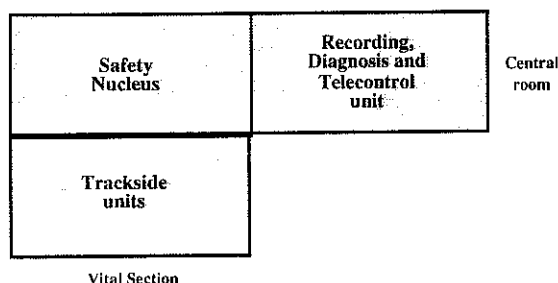 Safety
Nucleus
Recording,
Diagnosis and
Telecontrol
unit
Central
room
Trackside
units
Vital Section